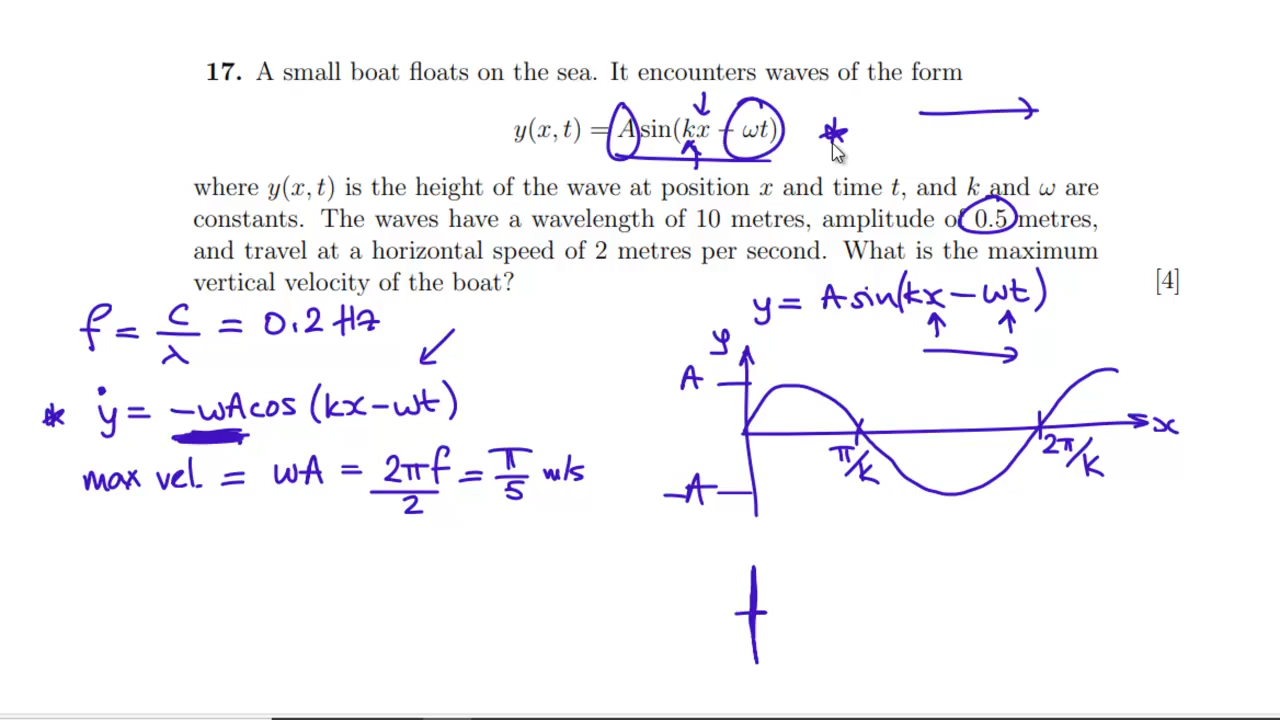 17. A small boat floats on the sea. It encounters waves of the form
y(x, t) = A sin(kx − ωt) *
where y(x, t) is the height of the wave at position x and time t, and k and ω are
constants. The waves have a wavelength of 10 metres, amplitude of 0.5 metres,
and travel at a horizontal speed of 2 metres per second. What is the maximum
vertical velocity of the boat? [4]
y = A sin(kx − ωt)
f = c/λ = 0.2 Hz
* ẏ = −ωA cos (kx − ωt)
max vel. = ωA = 2πf/2 = π/5 m/s
y
A
π/k
2π/k
x
−A